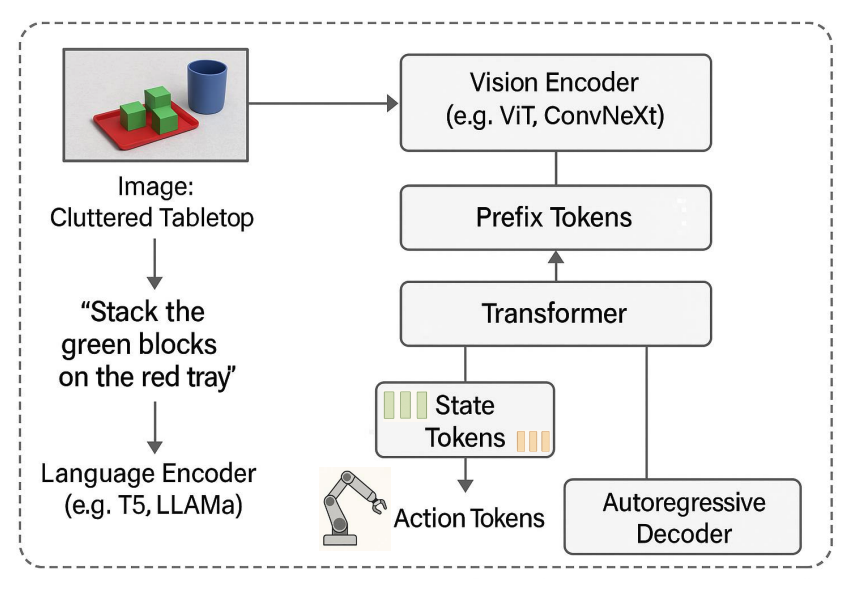 Image:
Cluttered Tabletop
“Stack the
green blocks
on the red tray”
Language Encoder
(e.g. T5, LLAMa)
Vision Encoder
(e.g. ViT, ConvNeXt)
Prefix Tokens
Transformer
State
Tokens
Action Tokens
Autoregressive
Decoder